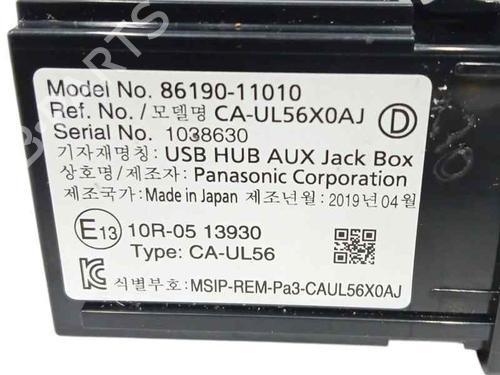 Model No. 86190-11010
Ref. No. / 모델명 CA-UL56X0AJ D
Serial No. 1038630
기자재명칭: USB HUB AUX Jack Box
상호명 / 제조자: Panasonic Corporation
제조국가: Made in Japan 제조년월: 2019년 04월
E13 10R-05 13930
Type: CA-UL56
식별부호: MSIP-REM-Pa3-CAUL56X0AJ